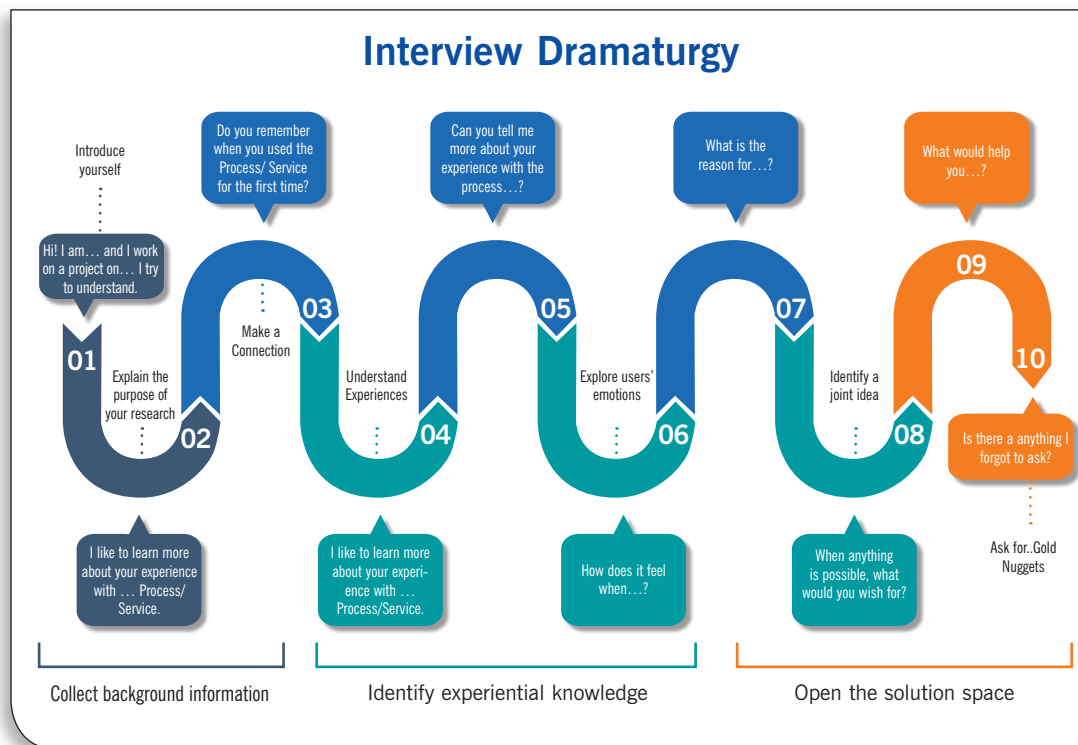 Interview Dramaturgy
Introduce
yourself
Hi! I am… and I work
on a project on… I try
to understand.
01
Explain the
purpose of
your research
02
I like to learn more
about your experience
with … Process/
Service.
Do you remember
when you used the
Process/ Service
for the first time?
Make a
Connection
03
Understand
Experiences
04
I like to learn more
about your experi-
ence with …
Process/Service.
Can you tell me
more about your
experience with the
process…?
05
Explore users’
emotions
06
How does it feel
when…?
What is the
reason for…?
07
Identify a
joint idea
08
When anything
is possible, what
would you wish for?
What would help
you…?
09
10
Is there a anything I
forgot to ask?
Ask for..Gold
Nuggets
Collect background information
Identify experiential knowledge
Open the solution space